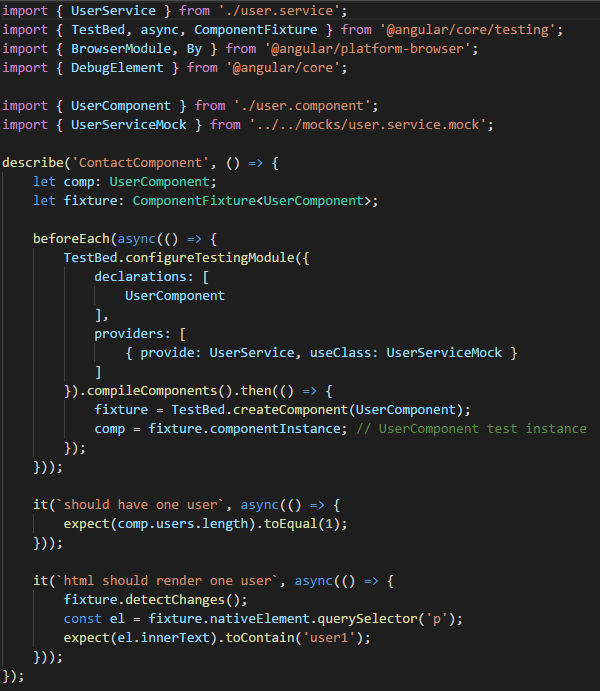 import { UserService } from './user.service';
import { TestBed, async, ComponentFixture } from '@angular/core/testing';
import { BrowserModule, By } from '@angular/platform-browser';
import { DebugElement } from '@angular/core';

import { UserComponent } from './user.component';
import { UserServiceMock } from '../../mocks/user.service.mock';

describe('ContactComponent', () => {
    let comp: UserComponent;
    let fixture: ComponentFixture<UserComponent>;

    beforeEach(async(() => {
        TestBed.configureTestingModule({
            declarations: [
                UserComponent
            ],
            providers: [
                { provide: UserService, useClass: UserServiceMock }
            ]
        }).compileComponents().then(() => {
            fixture = TestBed.createComponent(UserComponent);
            comp = fixture.componentInstance; // UserComponent test instance
        });
    }));

    it(`should have one user`, async(() => {
        expect(comp.users.length).toEqual(1);
    }));

    it(`html should render one user`, async(() => {
        fixture.detectChanges();
        const el = fixture.nativeElement.querySelector('p');
        expect(el.innerText).toContain('user1');
    }));
});